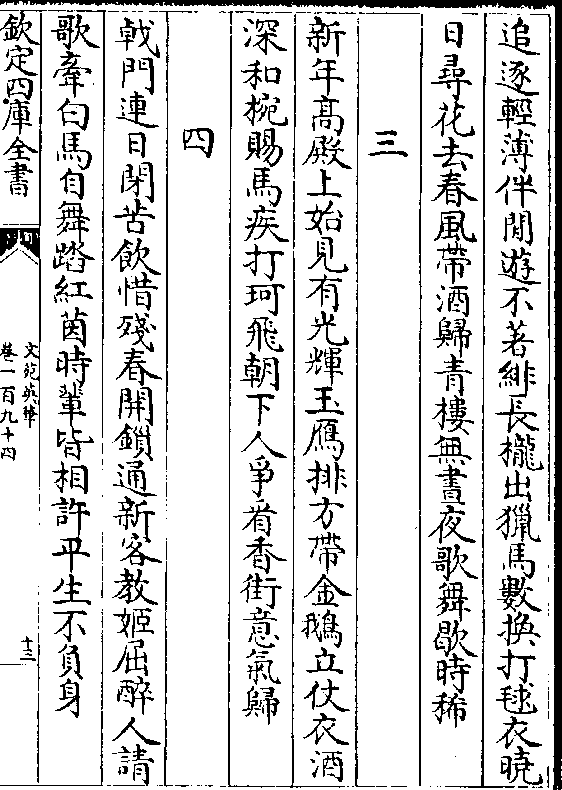 追逐輕薄伴閒遊不著緋長攏出獵馬數換打毬衣曉
日尋花去春風帶酒歸青樓無晝夜歌舞歇時稀
三
新年高殿上始見有光輝玉鴈排方帶金鵝立仗衣酒
深和椀賜馬疾打珂飛朝下人爭看香街意氣歸
四
戟門連日閉苦飲惜殘春開鎖通新客教姬屈醉人請
歌牽白馬自舞踏紅茵時輩皆相許平生不負身
欽定四庫全書
文苑英華
卷一百九十四
十三